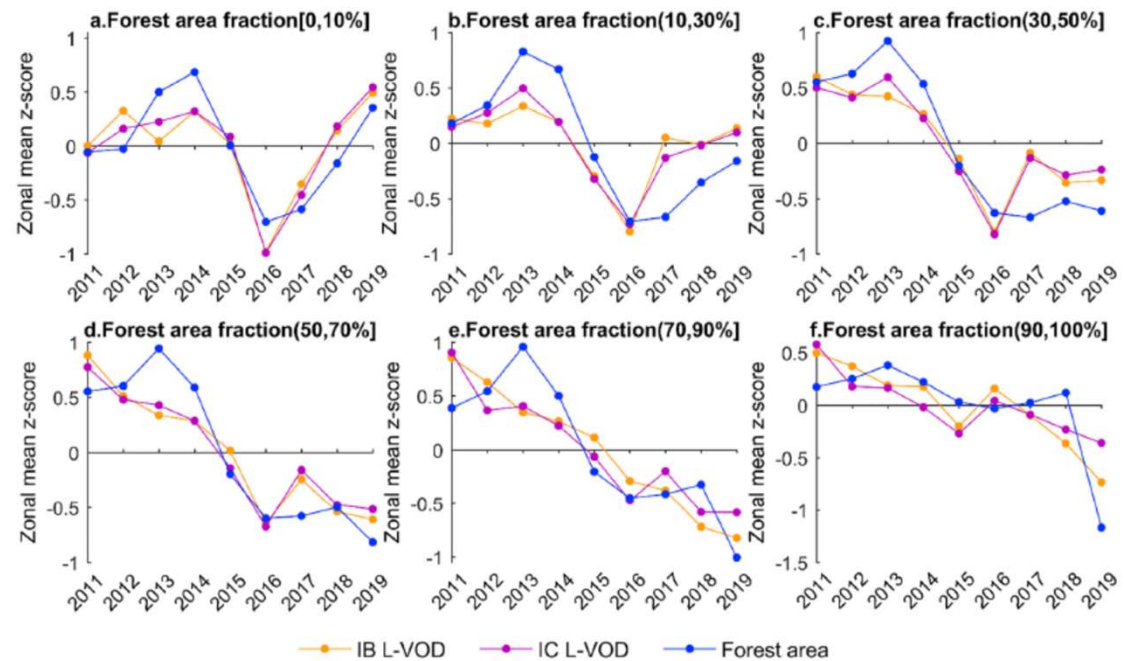 a.Forest area fraction[0,10%]
b.Forest area fraction(10,30%]
c.Forest area fraction(30,50%]
Zonal mean z-score
1
0.5
0
-0.5
-1
2011 2012 2013 2014 2015 2016 2017 2018 2019
Zonal mean z-score
1
0.5
0
-0.5
-1
2011 2012 2013 2014 2015 2016 2017 2018 2019
Zonal mean z-score
1
0.5
0
-0.5
-1
2011 2012 2013 2014 2015 2016 2017 2018 2019
d.Forest area fraction(50,70%]
e.Forest area fraction(70,90%]
f.Forest area fraction(90,100%]
Zonal mean z-score
1
0.5
0
-0.5
-1
2011 2012 2013 2014 2015 2016 2017 2018 2019
Zonal mean z-score
1
0.5
0
-0.5
-1
2011 2012 2013 2014 2015 2016 2017 2018 2019
Zonal mean z-score
0.5
0
-0.5
-1
-1.5
2011 2012 2013 2014 2015 2016 2017 2018 2019
IB L-VOD IC L-VOD Forest area